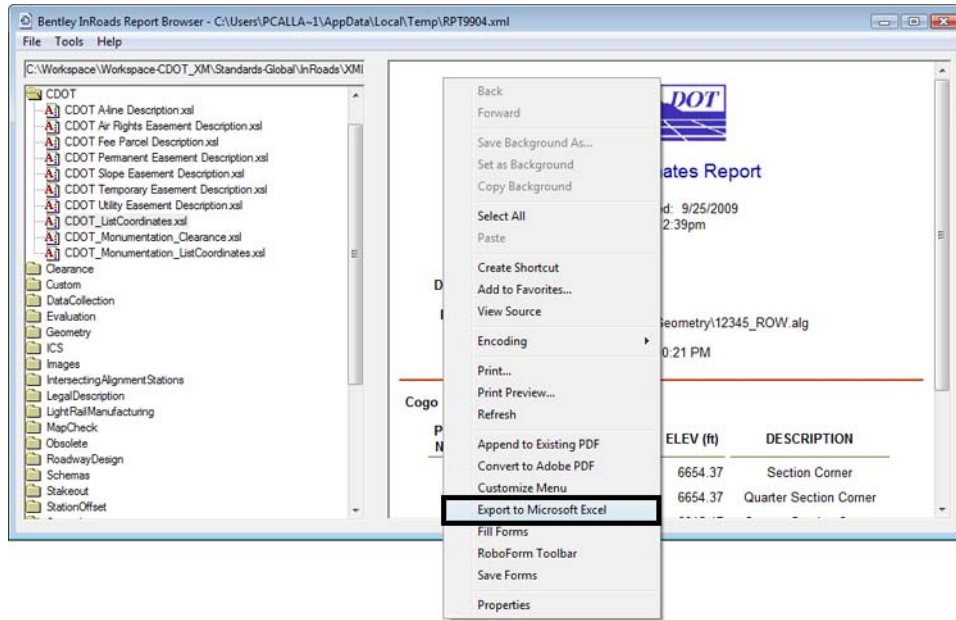 Bentley InRoads Report Browser - C:\Users\PCALLA~1\AppData\Local\Temp\RPT9904.xml
File Tools Help
C:\Workspace\Workspace-CDOT_XM\Standards-Global\InRoads\XMI
CDOT
CDOT A-line Description.xsl
CDOT Air Rights Easement Description.xsl
CDOT Fee Parcel Description.xsl
CDOT Permanent Easement Description.xsl
CDOT Slope Easement Description.xsl
CDOT Temporary Easement Description.xsl
CDOT Utility Easement Description.xsl
CDOT_ListCoordinates.xsl
CDOT_Monumentation_Clearance.xsl
CDOT_Monumentation_ListCoordinates.xsl
Clearance
Custom
DataCollection
Evaluation
Geometry
ICS
Images
IntersectingAlignmentStations
LegalDescription
LightRailManufacturing
MapCheck
Obsolete
RoadwayDesign
Schemas
Stakeout
StationOffset
Back
Forward
Save Background As...
Set as Background
Copy Background
Select All
Paste
Create Shortcut
Add to Favorites...
View Source
Encoding
Print...
Print Preview...
Refresh
Append to Existing PDF
Convert to Adobe PDF
Customize Menu
Export to Microsoft Excel
Fill Forms
RoboForm Toolbar
Save Forms
Properties
DOT
ates Report
d: 9/25/2009
2:39pm
D
eometry\12345_ROW.alg
0:21 PM
Cogo
P
N
ELEV (ft) DESCRIPTION
6654.37 Section Corner
6654.37 Quarter Section Corner